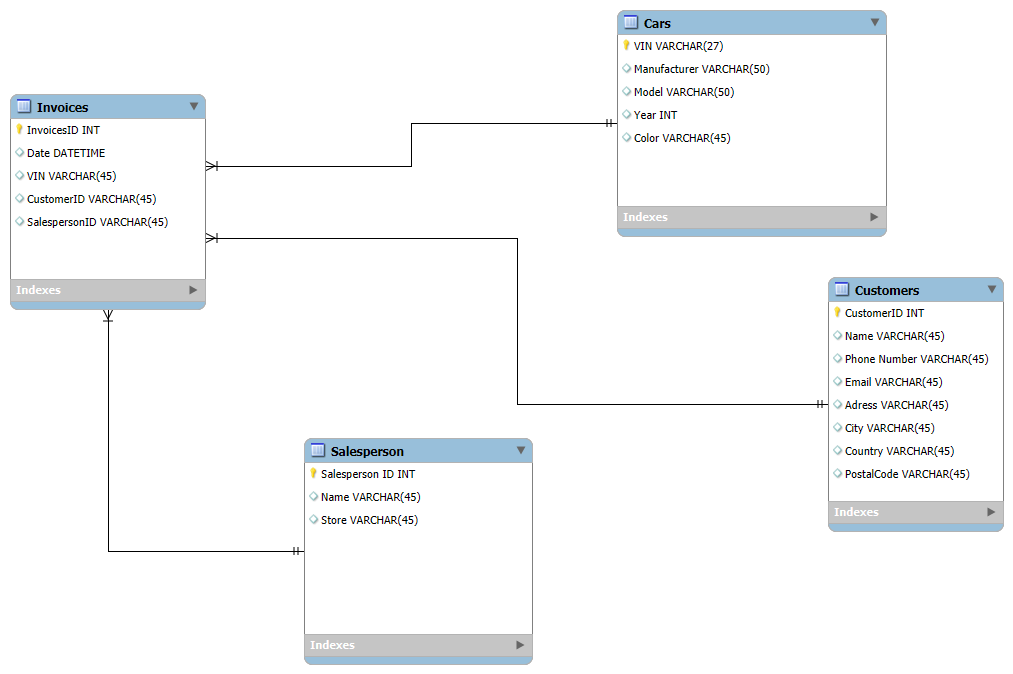 Invoices
InvoicesID INT
Date DATETIME
VIN VARCHAR(45)
CustomerID VARCHAR(45)
SalespersonID VARCHAR(45)
Indexes
Cars
VIN VARCHAR(27)
Manufacturer VARCHAR(50)
Model VARCHAR(50)
Year INT
Color VARCHAR(45)
Indexes
Customers
CustomerID INT
Name VARCHAR(45)
Phone Number VARCHAR(45)
Email VARCHAR(45)
Adress VARCHAR(45)
City VARCHAR(45)
Country VARCHAR(45)
PostalCode VARCHAR(45)
Indexes
Salesperson
Salesperson ID INT
Name VARCHAR(45)
Store VARCHAR(45)
Indexes